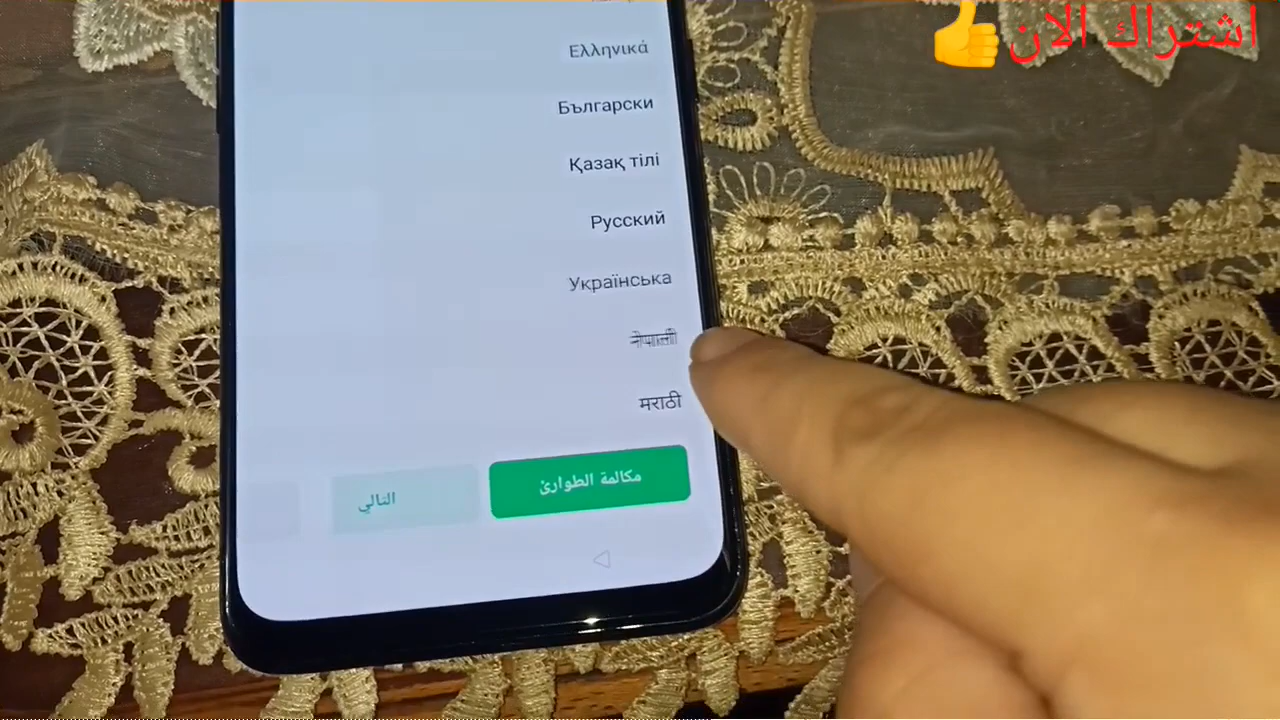 اشتراك الان👍
Ελληνικά
Български
Қазақ тілі
Русский
Українська
नेपाली
मराठी
مكالمة الطوارئ
التالي